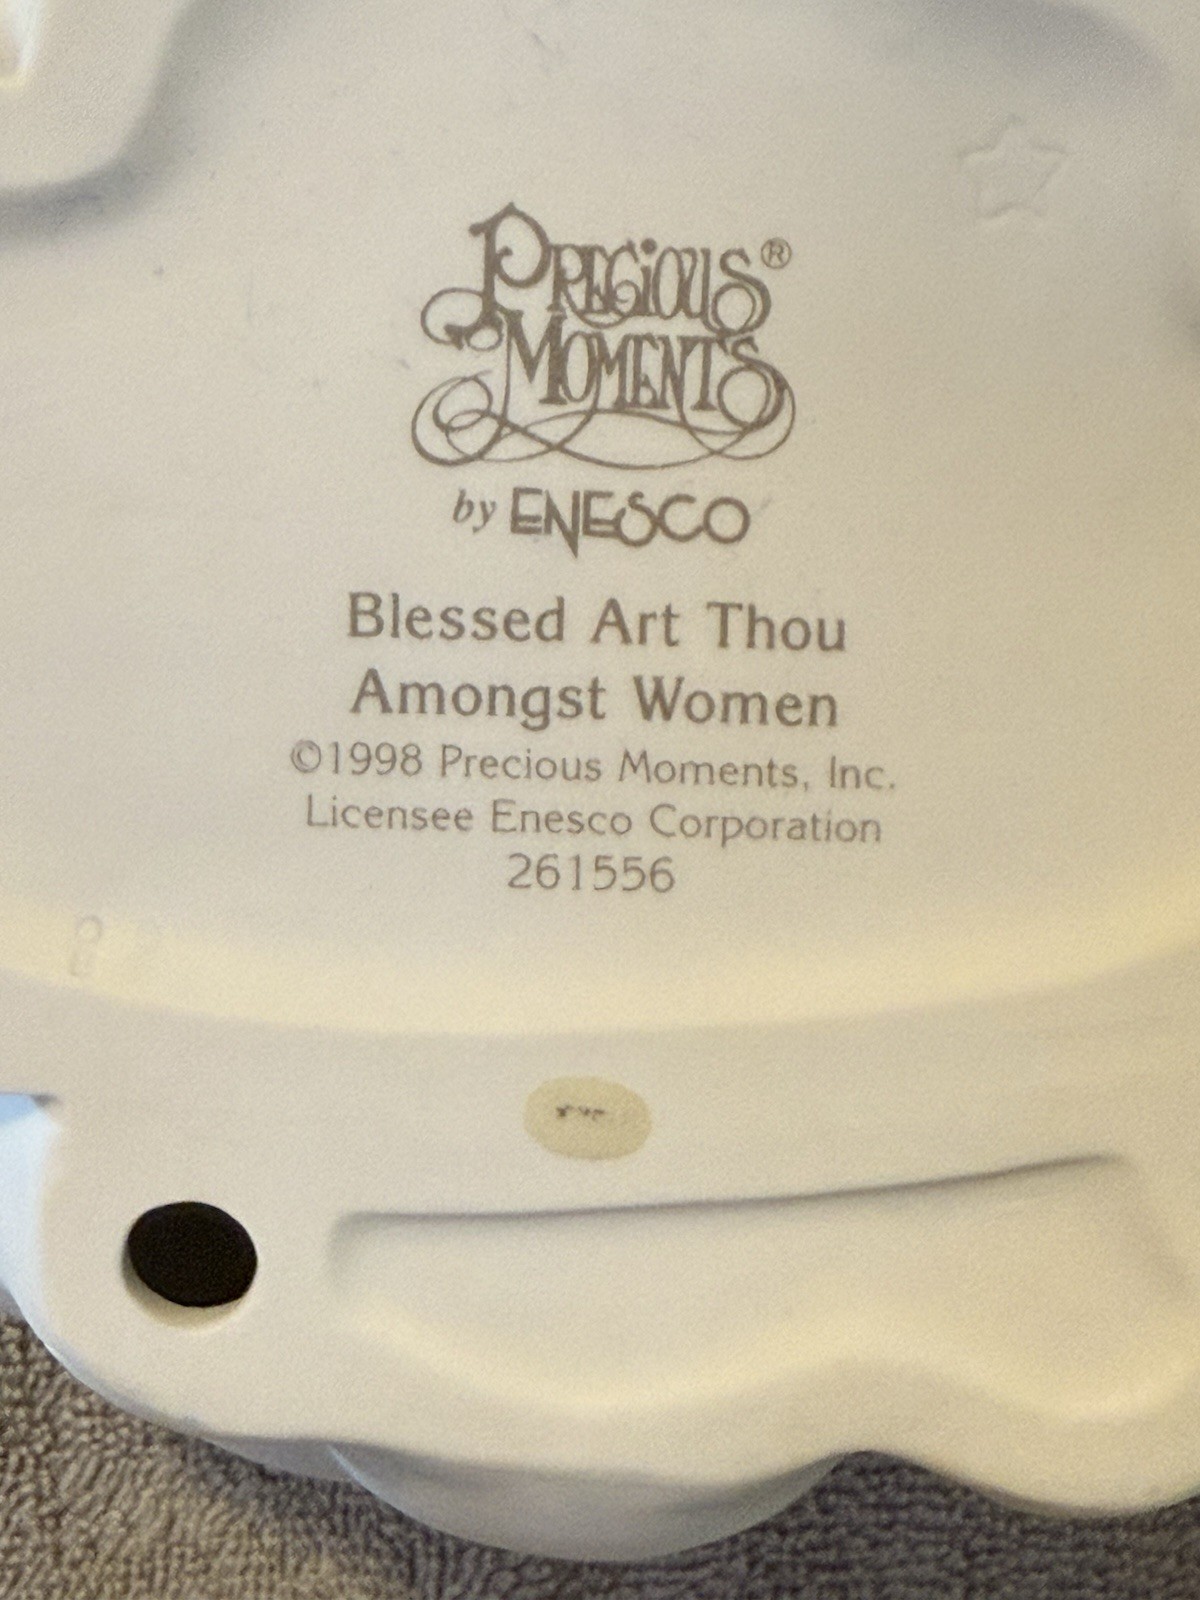 PRECIOUS®
MOMENTS
by ENESCO
Blessed Art Thou
Amongst Women
©1998 Precious Moments, Inc.
Licensee Enesco Corporation
261556